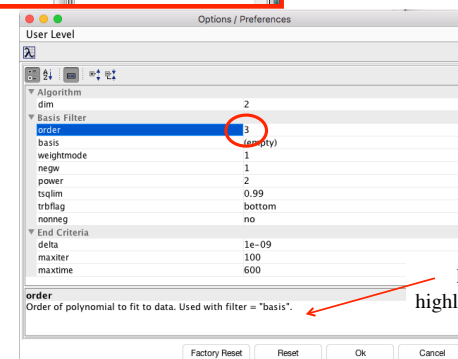 Options / Preferences
User Level
Algorithm
dim 2
Basis Filter
order 3
basis (empty)
weightmode 1
negw 1
power 2
tsqlim 0.99
trbflag bottom
nonneg no
End Criteria
delta 1e-09
maxiter 100
maxtime 600
order
Order of polynomial to fit to data. Used with filter = "basis".
highl
Factory Reset Reset Ok Cancel